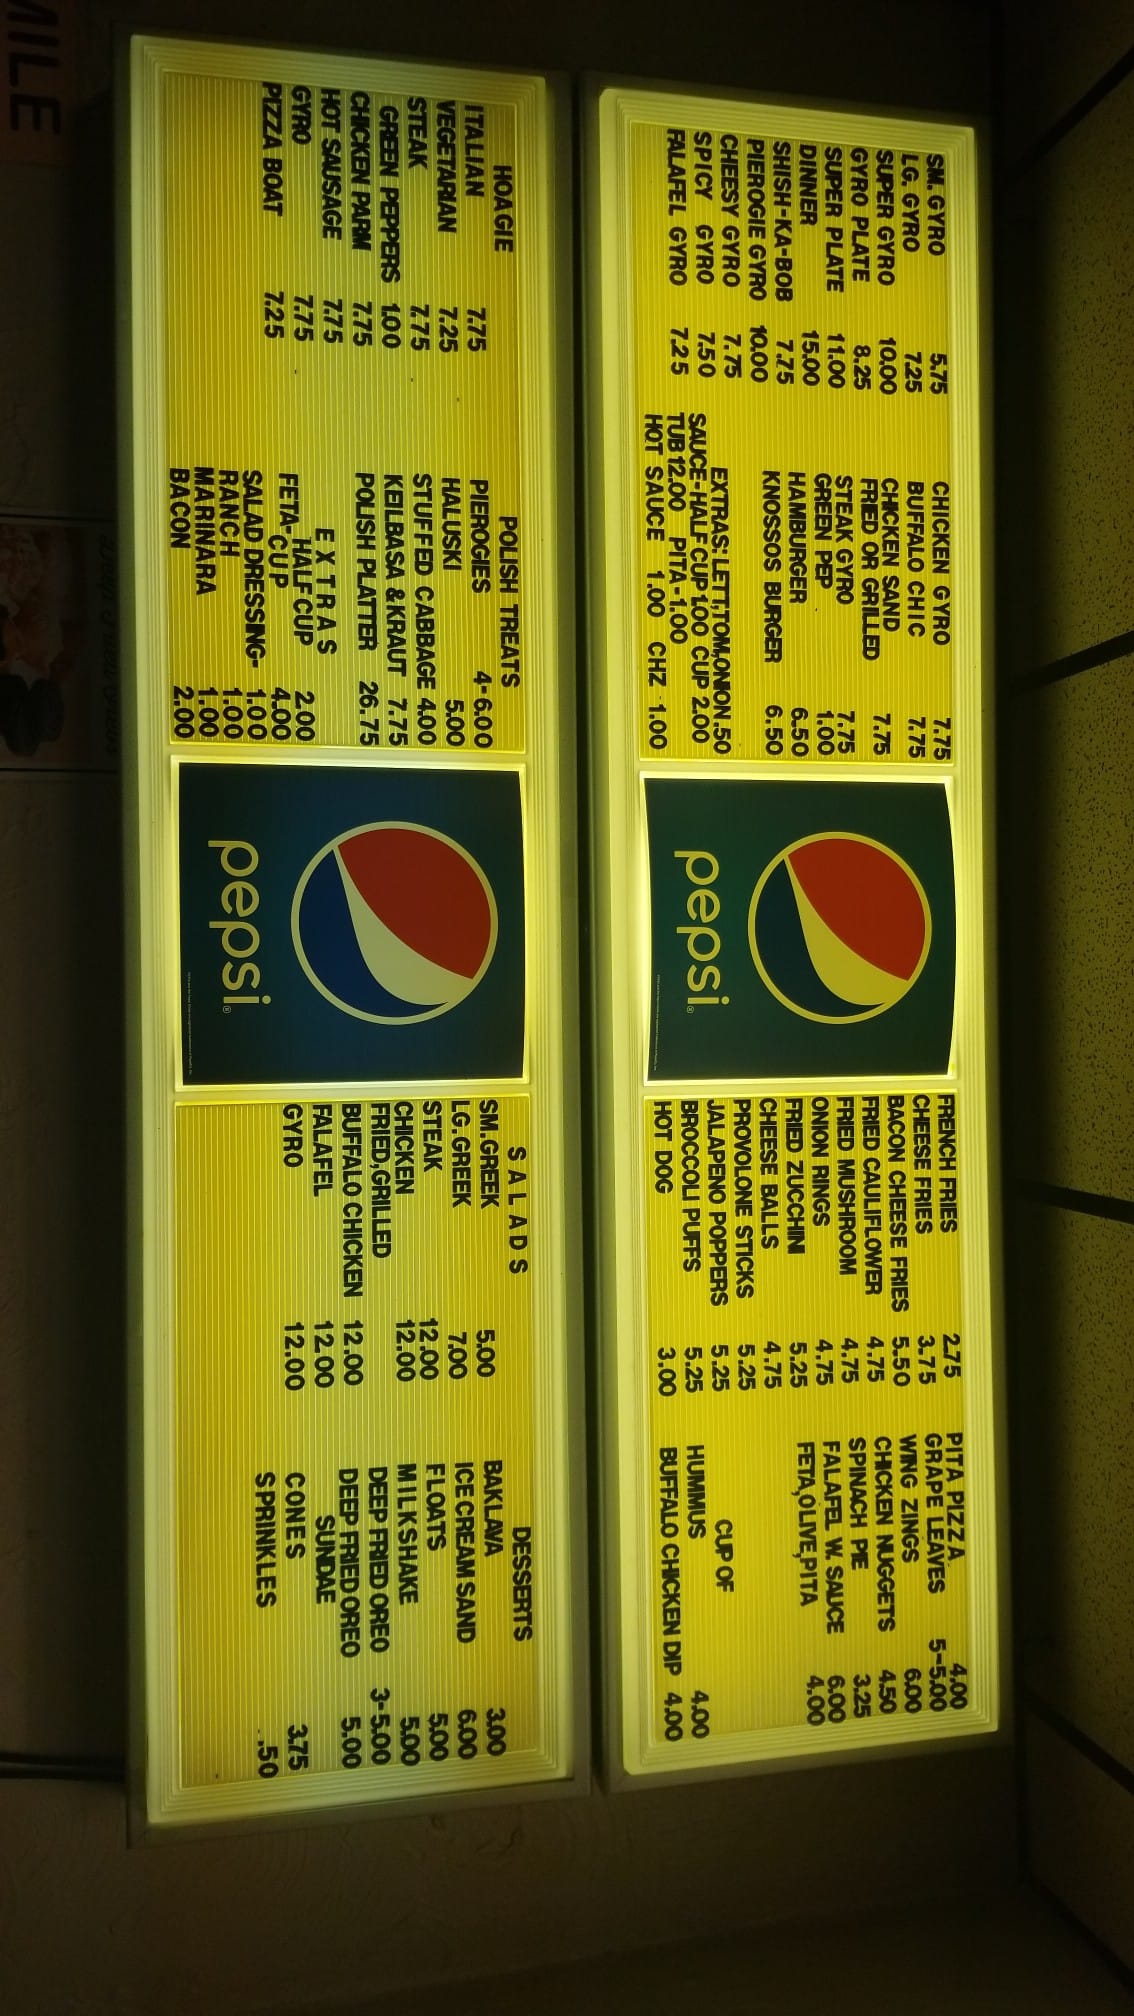 SM. GYRO 5.75
LG. GYRO 7.25
SUPER GYRO 10.00
GYRO PLATE 8.25
SUPER PLATE 11.00
DINNER 15.00
SHISH-KA-BOB 7.75
PIEROGIE GYRO 10.00
CHEESY GYRO 7.75
SPICY GYRO 7.50
FALAFEL GYRO 7.25
CHICKEN GYRO 7.75
BUFFALO CHIC 7.75
CHICKEN SAND
FRIED OR GRILLED 7.75
STEAK GYRO 7.75
GREEN PEP 1.00
HAMBURGER 6.50
KNOSSOS BURGER 6.50
EXTRAS: LETT,TOM,ONION .50
SAUCE-HALF CUP 1.00 CUP 2.00
TUB 12.00 PITA -1.00
HOT SAUCE 1.00 CHZ 1.00
pepsi
FRENCH FRIES 2.75
CHEESE FRIES 3.75
BACON CHEESE FRIES 5.50
FRIED CAULIFLOWER 4.75
FRIED MUSHROOM 4.75
ONION RINGS 4.75
FRIED ZUCCHINI 5.25
CHEESE BALLS 4.75
PROVOLONE STICKS 5.25
JALAPENO POPPERS 5.25
BROCCOLI PUFFS 5.25
HOT DOG 3.00
PITA PIZZA 4.00
GRAPE LEAVES 5-5.00
WING ZINGS 6.00
CHICKEN NUGGETS 4.50
SPINACH PIE 3.25
FALAFEL W. SAUCE 6.00
FETA,OLIVE,PITA 4.00
CUP OF
HUMMUS 4.00
BUFFALO CHICKEN DIP 4.00
HOAGIE
ITALIAN 7.75
VEGETARIAN 7.25
STEAK 7.75
GREEN PEPPERS 1.00
CHICKEN PARM 7.75
HOT SAUSAGE 7.75
GYRO 7.75
PIZZA BOAT 7.25
POLISH TREATS
PIEROGIES 4-6.00
HALUSKI 5.00
STUFFED CABBAGE 4.00
KEILBASA & KRAUT 7.75
POLISH PLATTER 26.75
EXTRAS
FETA- HALF CUP 2.00
CUP 4.00
SALAD DRESSING- 1.00
RANCH 1.00
MARINARA 1.00
BACON 2.00
pepsi
SALADS
SM. GREEK 5.00
LG. GREEK 7.00
STEAK 12.00
CHICKEN 12.00
FRIED,GRILLED
BUFFALO CHICKEN 12.00
FALAFEL 12.00
GYRO 12.00
DESSERTS
BAKLAVA 3.00
ICE CREAM SAND 6.00
FLOATS 5.00
MILKSHAKE 5.00
DEEP FRIED OREO 3-5.00
DEEP FRIED OREO
SUNDAE 5.00
CONES 3.75
SPRINKLES .50